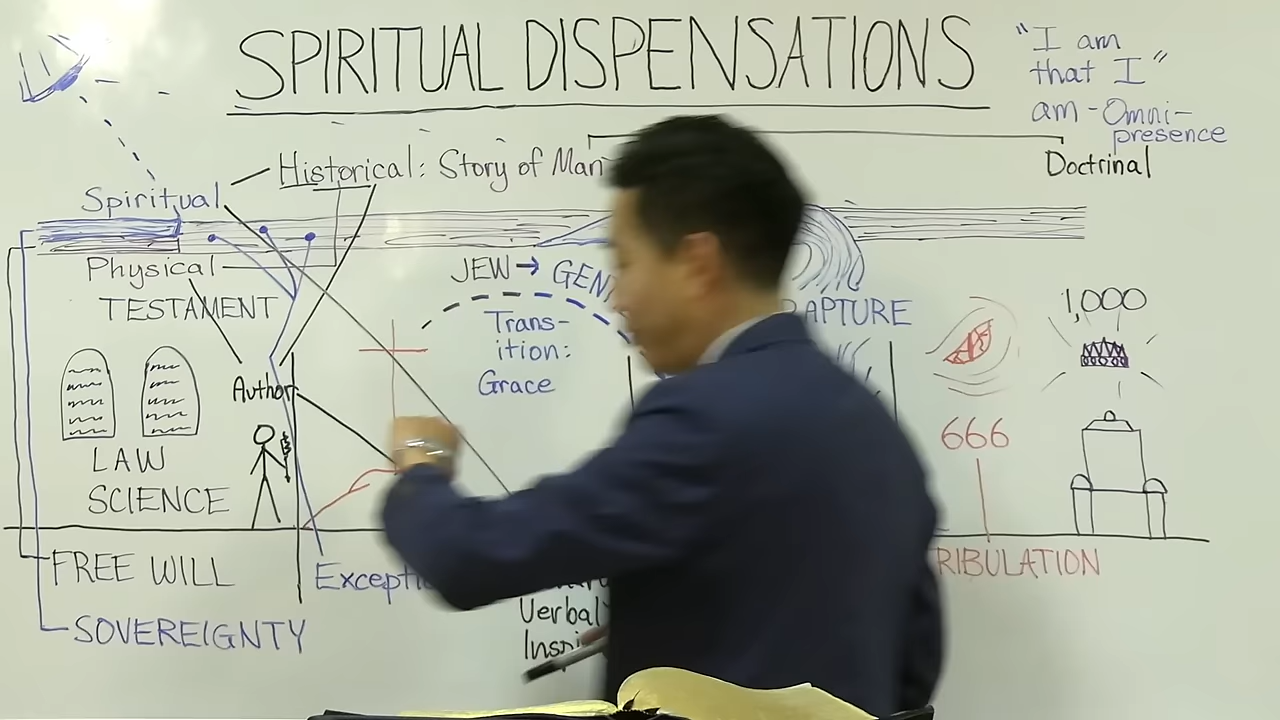 SPIRITUAL DISPENSATIONS
"I am
that I"
am - Omni-
presence
Historical: Story of Man
Doctrinal
Spiritual
Physical
TESTAMENT
JEW → GEN
RAPTURE
1,000
Trans-
ition:
Grace
Author
666
LAW
SCIENCE
FREE WILL
Excepti
RIBULATION
Verbal
SOVEREIGNTY
Inspi